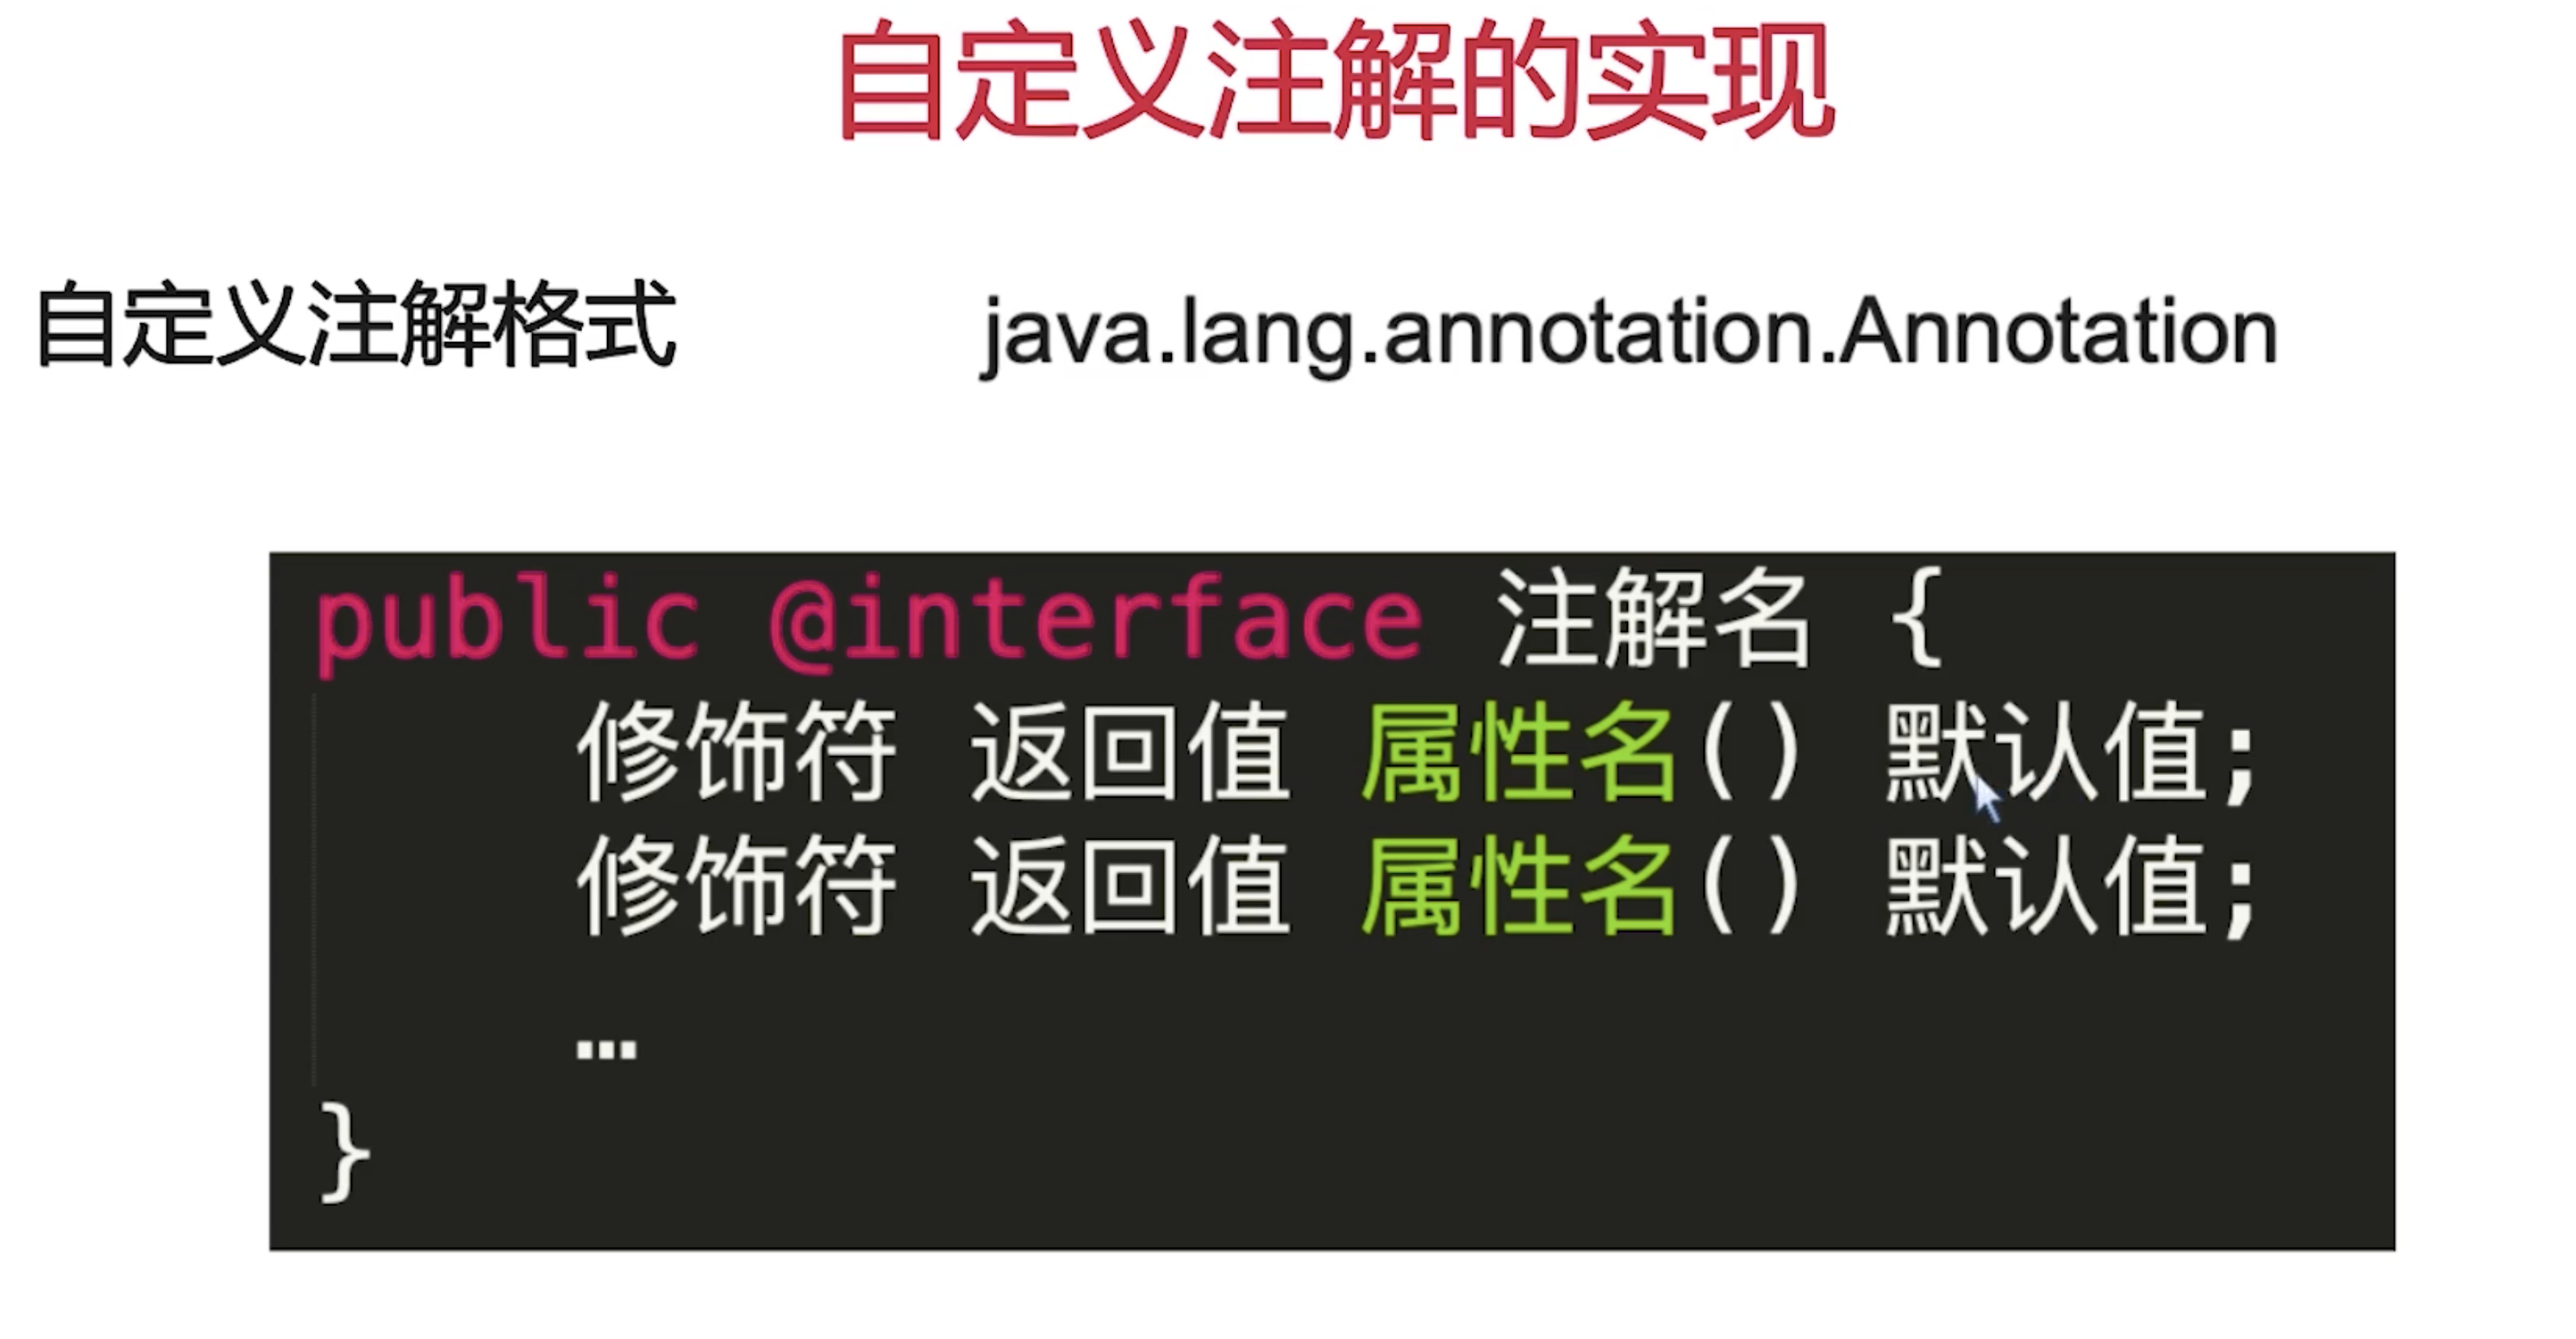 自定义注解的实现
自定义注解格式 java.lang.annotation.Annotation
public @interface 注解名 {
修饰符 返回值 属性名() 默认值;
修饰符 返回值 属性名() 默认值;
…
}